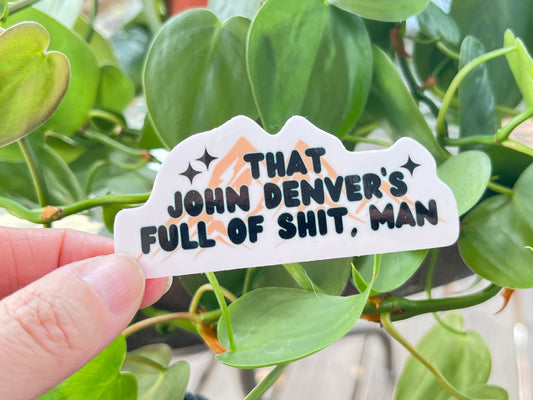 THAT
JOHN DENVER'S
FULL OF SHIT, MAN